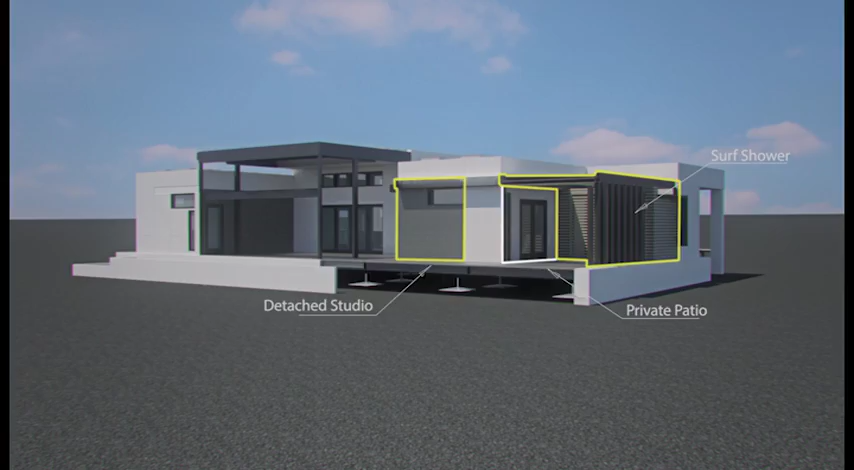 Surf Shower
Detached Studio
Private Patio